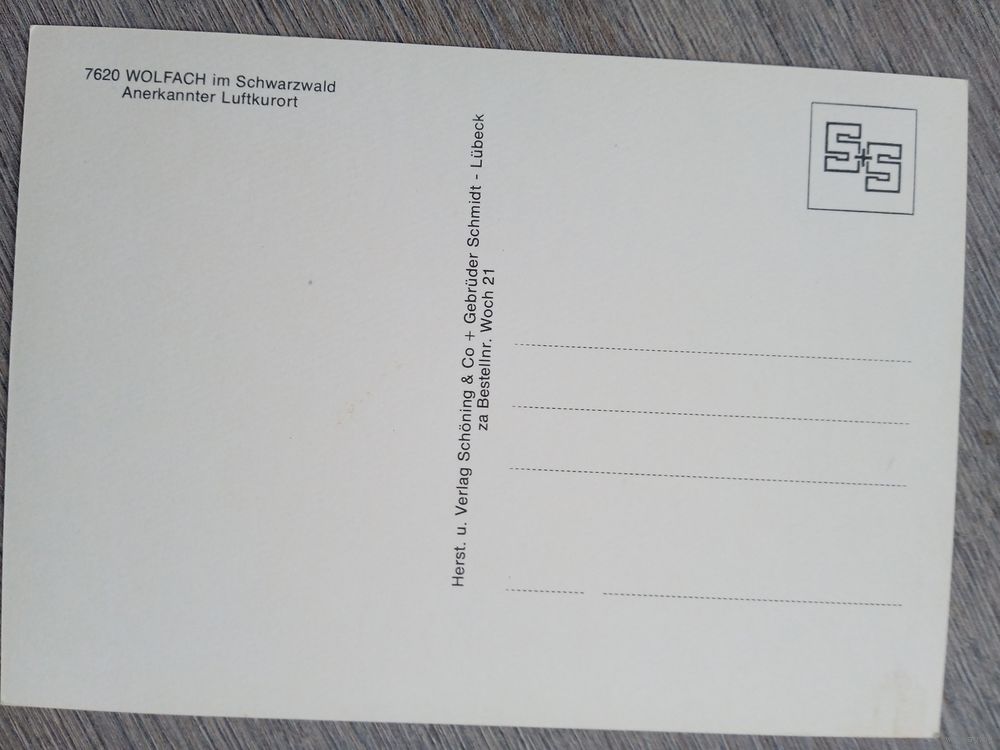 7620 WOLFACH im Schwarzwald
Anerkannter Luftkurort
Herst. u. Verlag Schöning & Co + Gebrüder Schmidt - Lübeck
za Bestellnr. Woch 21
S+S